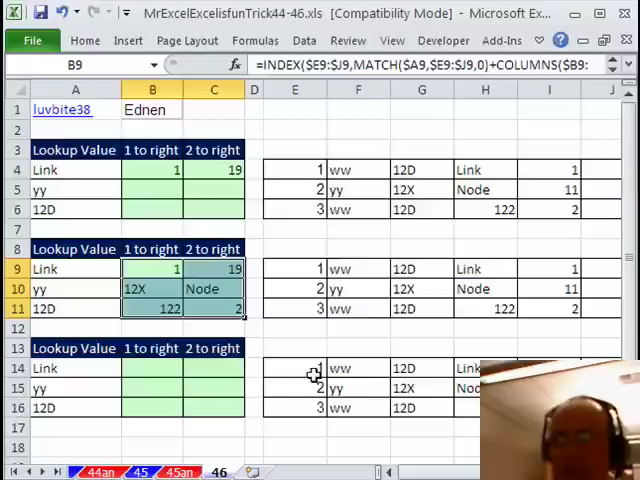 MrExcelExcelisfunTrick44-46.xls [Compatibility Mode] - Microsoft Ex...
File Home Insert Page Layout Formulas Data Review View Developer Add-Ins
B9 fx =INDEX($E9:$J9,MATCH($A9,$E9:$J9,0)+COLUMNS($B9:
A B C D E F G H I J
1 luvbite38 Ednen
2
3 Lookup Value 1 to right 2 to right
4 Link 1 19 1 ww 12D Link 1
5 yy 2 yy 12X Node 11
6 12D 3 ww 12D 122 2
7
8 Lookup Value 1 to right 2 to right
9 Link 1 19 1 ww 12D Link 1
10 yy 12X Node 2 yy 12X Node 11
11 12D 122 2 3 ww 12D 122 2
12
13 Lookup Value 1 to right 2 to right
14 Link 1 ww 12D Link
15 yy 2 yy 12X
16 12D 3 ww 12D
17
18
44an 45 45an 46